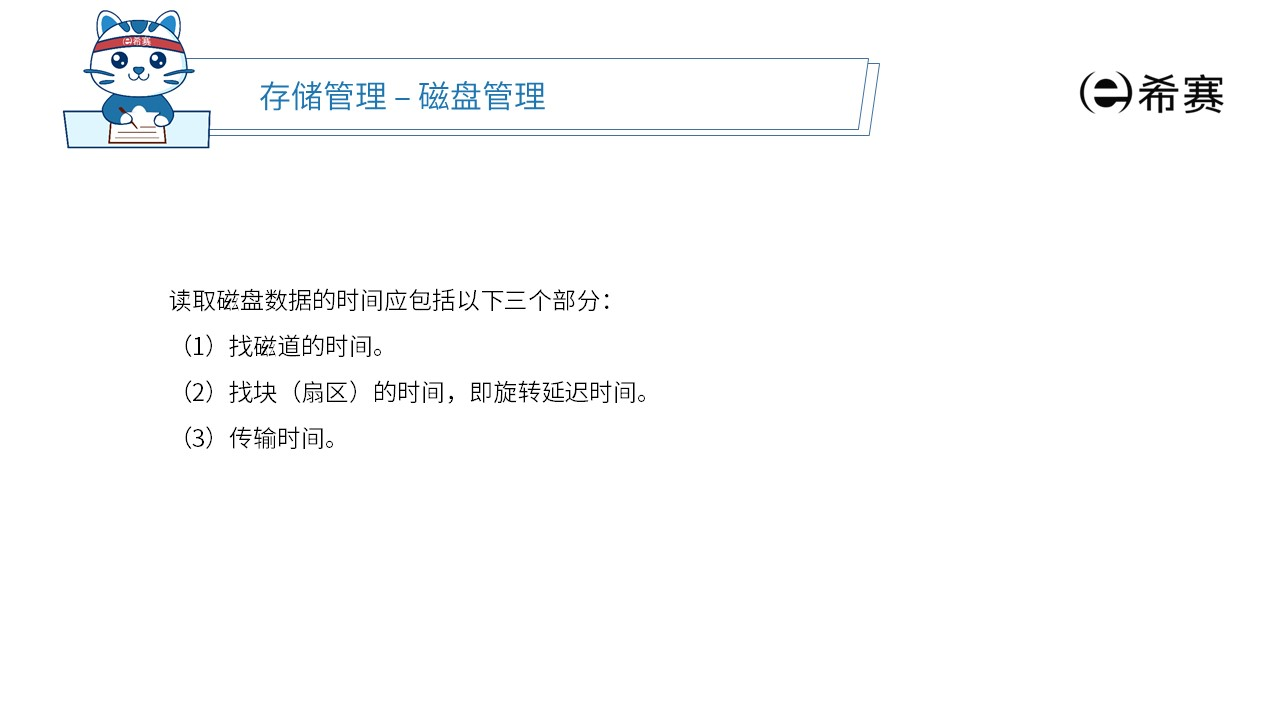 希赛
存储管理 – 磁盘管理
希赛
读取磁盘数据的时间应包括以下三个部分：
（1）找磁道的时间。
（2）找块（扇区）的时间，即旋转延迟时间。
（3）传输时间。